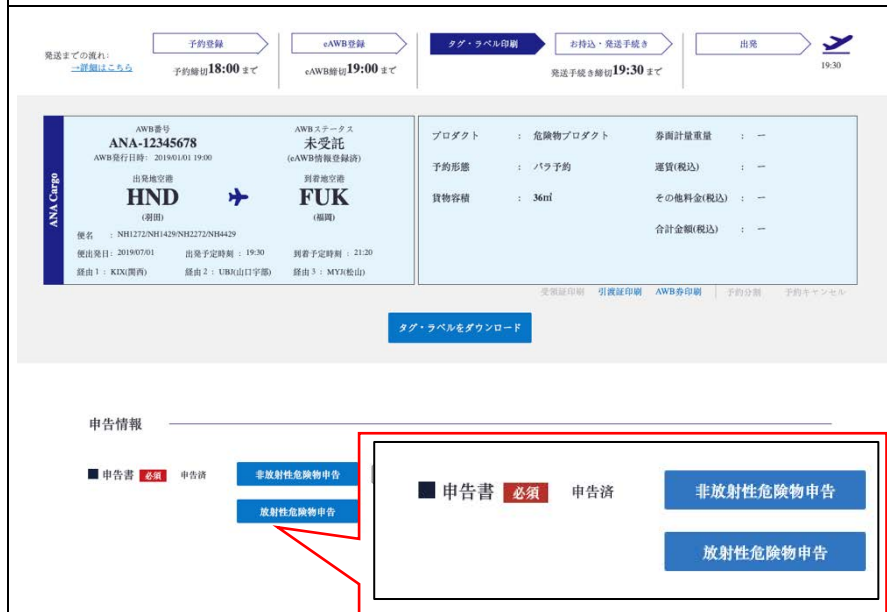 発送までの流れ:
→詳細はこちら
予約登録
予約締切18:00 まで
eAWB登録
eAWB締切19:00 まで
タグ・ラベル印刷
お持込・発送手続き
発送手続き締切19:30 まで
出発
19:30
ANA Cargo
AWB番号
ANA-12345678
AWB発行日時: 2019/01/01 19:00
AWBステータス
未受託
(eAWB情報登録済)
出発地空港
HND
(羽田)
到着地空港
FUK
(福岡)
便名 : NH1272/NH1429/NH2272/NH4429
便出発日: 2019/07/01 出発予定時刻 : 19:30 到着予定時刻 : 21:20
経由1 : KIX(関西) 経由2 : UBJ(山口宇部) 経由3 : MYJ(松山)
プロダクト : 危険物プロダクト
予約形態 : バラ予約
貨物容積 : 36㎥
券面計量重量 : ー
運賃(税込) : ー
その他料金(税込) : ー
合計金額(税込) : ー
受領証印刷 引渡証印刷 AWB券印刷 予約分割 予約キャンセル
タグ・ラベルをダウンロード
申告情報
■ 申告書 必須 申告済 非放射性危険物申告
放射性危険物申告
■ 申告書 必須 申告済 非放射性危険物申告
放射性危険物申告